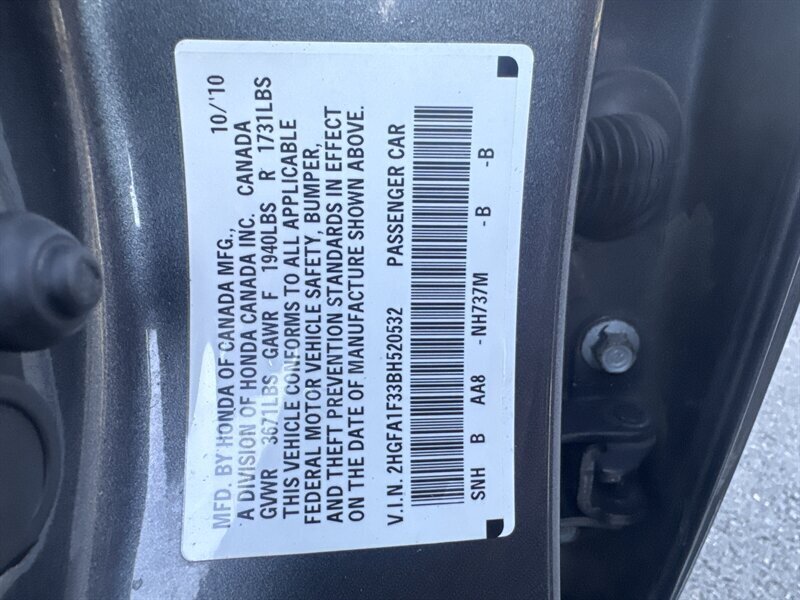 MFD. BY HONDA OF CANADA MFG., 10/'10
A DIVISION OF HONDA CANADA INC. CANADA
GVWR 3671LBS GAWR F 1940LBS R 1731LBS
THIS VEHICLE CONFORMS TO ALL APPLICABLE
FEDERAL MOTOR VEHICLE SAFETY, BUMPER,
AND THEFT PREVENTION STANDARDS IN EFFECT
ON THE DATE OF MANUFACTURE SHOWN ABOVE.
V.I.N. 2HGFA1F33BH520532 PASSENGER CAR
SNH B AA8 -NH737M -B -B